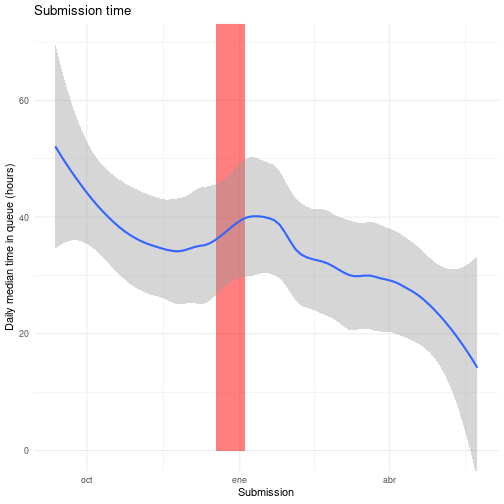 Submission time
Daily median time in queue (hours)
60
40
20
0
oct
ene
abr
Submission